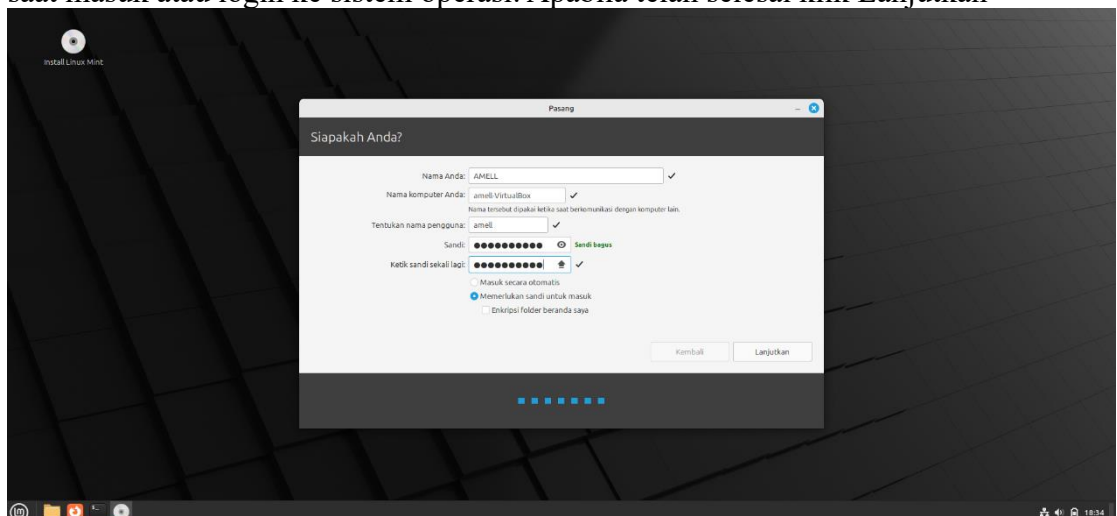 saat masuk atau login ke sistem operasi. Apabila telah selesai klik Lanjutkan
Install Linux Mint
Pasang
Siapakah Anda?
Nama Anda: AMELL
Nama komputer Anda: amell-VirtualBox
Nama tersebut dipakai ketika saat berkomunikasi dengan komputer lain.
Tentukan nama pengguna: amell
Sandi: ●●●●●●●●●● Sandi bagus
Ketik sandi sekali lagi: ●●●●●●●●●●
Masuk secara otomatis
Memerlukan sandi untuk masuk
Enkripsi folder beranda saya
Kembali Lanjutkan
18:34